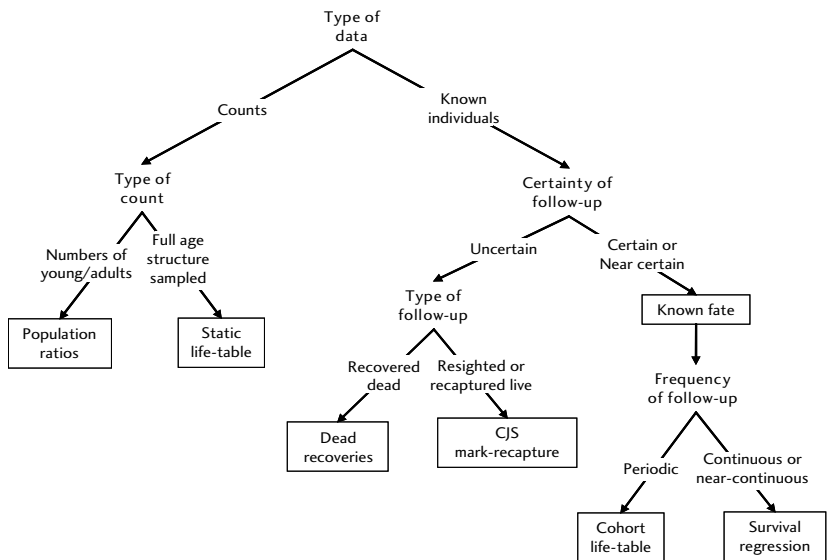 Type of
data
Counts
Known
individuals
Type of
count
Certainty of
follow-up
Numbers of
young/adults
Full age
structure
sampled
Uncertain
Certain or
Near certain
Population
ratios
Static
life-table
Type of
follow-up
Known fate
Recovered
dead
Resighted or
recaptured live
Frequency
of follow-up
Dead
recoveries
CJS
mark-recapture
Periodic
Continuous or
near-continuous
Cohort
life-table
Survival
regression